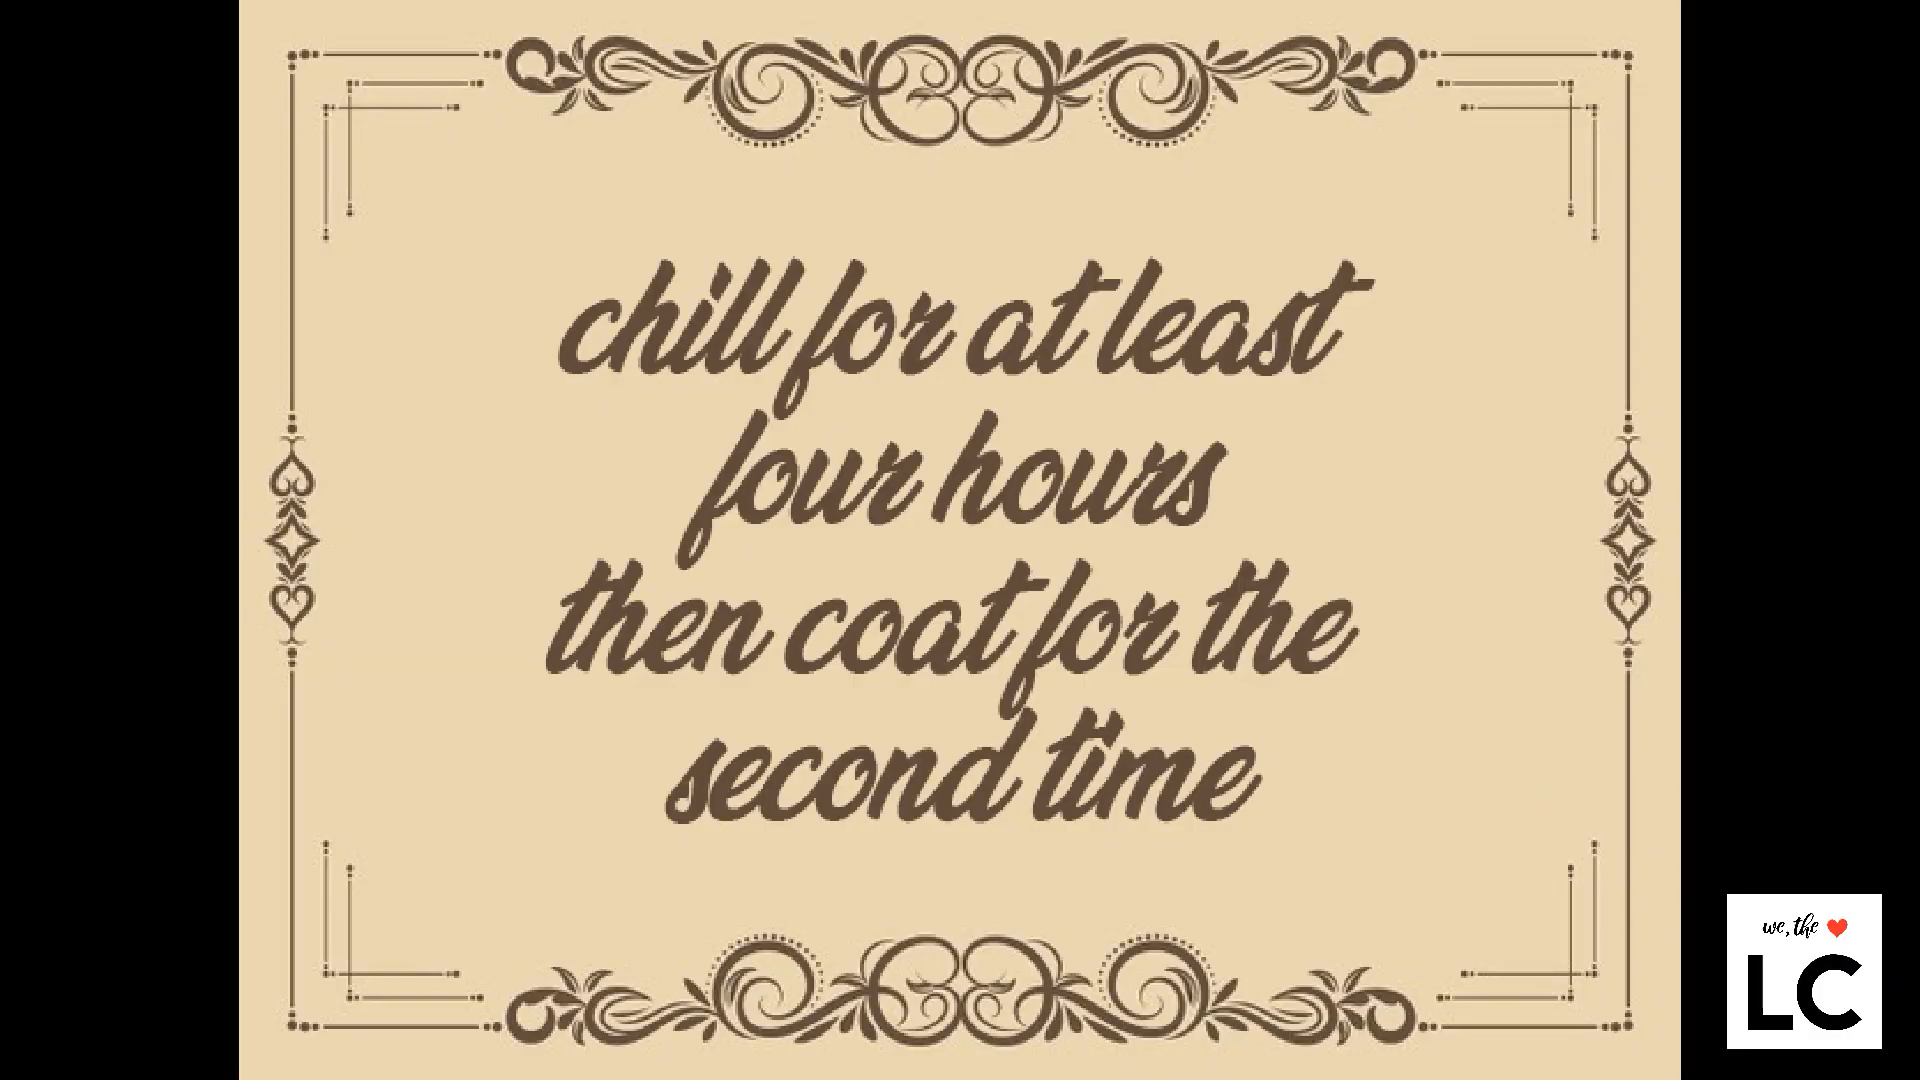 chill for at least
four hours
then coat for the
second time
we, the
LC